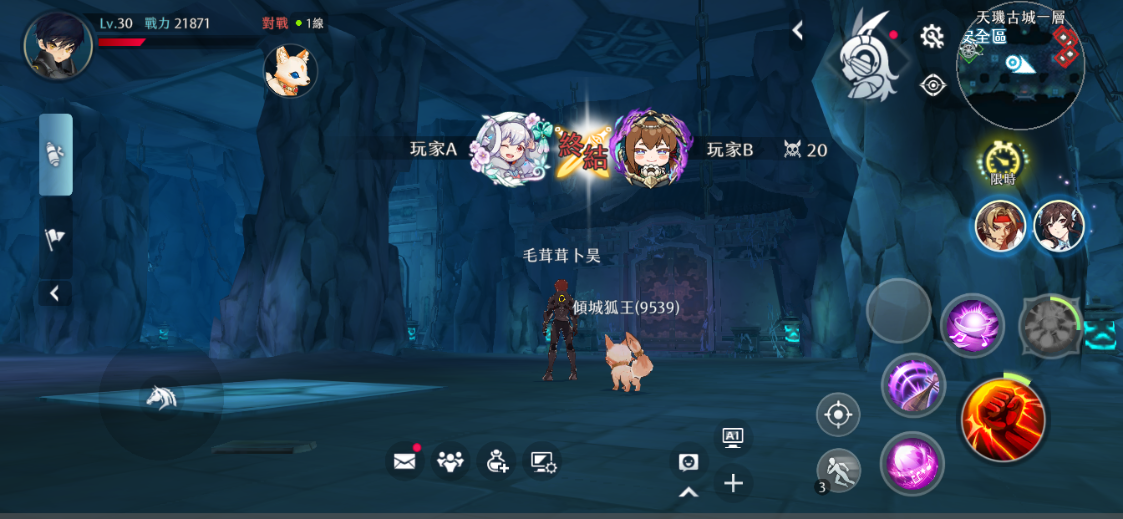 Lv.30 戰力 21871
對戰 1線
天璣古城一層
安全區
玩家A 終結 玩家B 20
限時
毛茸茸卜昊
傾城狐王(9539)
A1
3